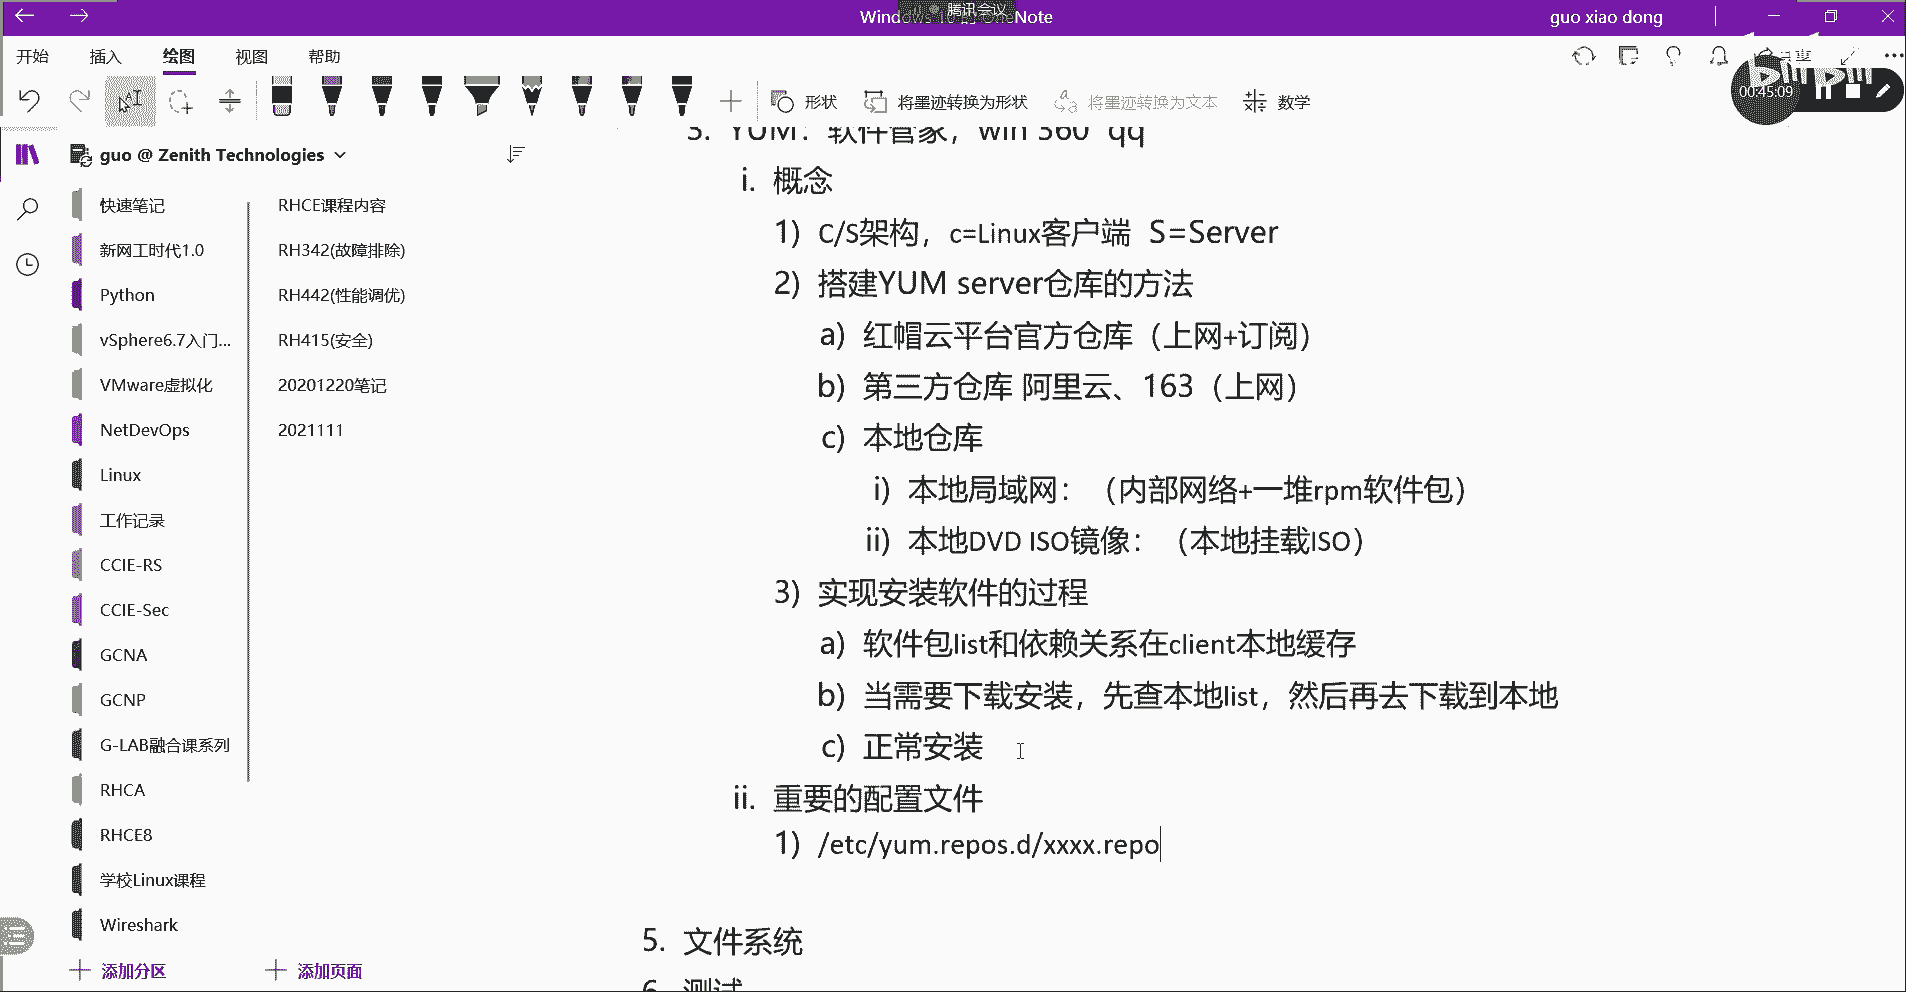 腾讯会议
guo xiao dong
开始 插入 绘图 视图 帮助
00:45:09
形状 将墨迹转换为形状 将墨迹转换为文本 数学
guo @ Zenith Technologies
快速笔记
新网工时代1.0
Python
vSphere6.7入门...
VMware虚拟化
NetDevOps
Linux
工作记录
CCIE-RS
CCIE-Sec
GCNA
GCNP
G-LAB融合课系列
RHCA
RHCE8
学校Linux课程
Wireshark
添加分区
RHCE课程内容
RH342(故障排除)
RH442(性能调优)
RH415(安全)
20201220笔记
2021111
添加页面
3. YUM：软件管家，win 360 qq
i. 概念
1) C/S架构，c=Linux客户端 S=Server
2) 搭建YUM server仓库的方法
a) 红帽云平台官方仓库（上网+订阅）
b) 第三方仓库 阿里云、163（上网）
c) 本地仓库
i) 本地局域网：（内部网络+一堆rpm软件包）
ii) 本地DVD ISO镜像：（本地挂载ISO）
3) 实现安装软件的过程
a) 软件包list和依赖关系在client本地缓存
b) 当需要下载安装，先查本地list，然后再去下载到本地
c) 正常安装
ii. 重要的配置文件
1) /etc/yum.repos.d/xxxx.repo
5. 文件系统
6. 测试